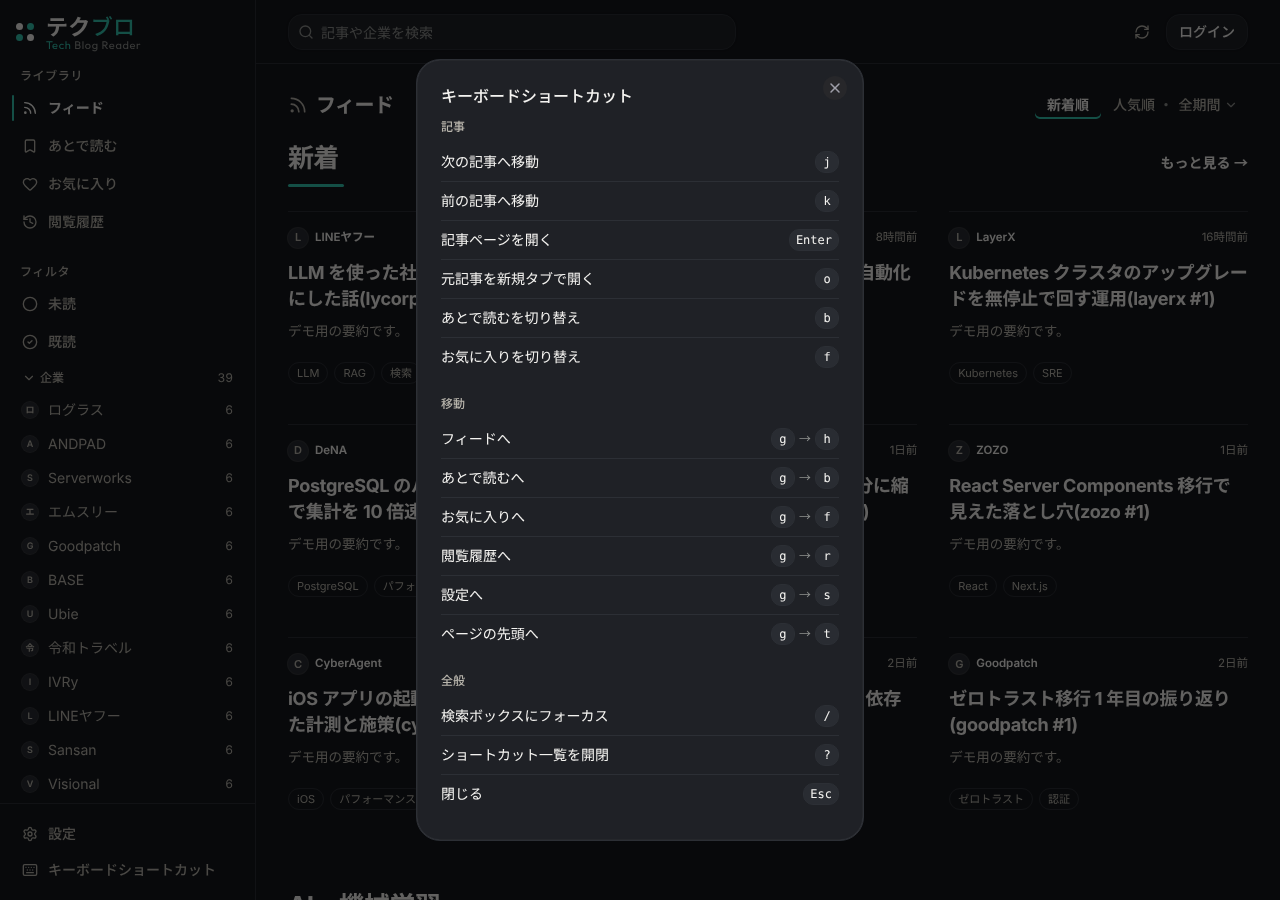 テクブロ
Tech Blog Reader
記事や企業を検索
ログイン
ライブラリ
フィード
あとで読む
お気に入り
閲覧履歴
フィルタ
未読
既読
企業 39
ロ ログラス 6
A ANDPAD 6
S Serverworks 6
エ エムスリー 6
G Goodpatch 6
B BASE 6
U Ubie 6
令 令和トラベル 6
I IVRy 6
L LINEヤフー 6
S Sansan 6
V Visional 6
設定
キーボードショートカット
フィード
新着順 人気順 • 全期間
新着
もっと見る →
L LINEヤフー
LLM を使った社
にした話(lycorp
デモ用の要約です。
LLM RAG 検索
8時間前
自動化
L LayerX 16時間前
Kubernetes クラスタのアップグレー
ドを無停止で回す運用(layerx #1)
デモ用の要約です。
Kubernetes SRE
D DeNA
PostgreSQL の
で集計を 10 倍速
デモ用の要約です。
PostgreSQL パフォ
1日前
分に縮
)
Z ZOZO 1日前
React Server Components 移行で
見えた落とし穴(zozo #1)
デモ用の要約です。
React Next.js
C CyberAgent
iOS アプリの起動
た計測と施策(cy
デモ用の要約です。
iOS パフォーマンス
2日前
依存
G Goodpatch 2日前
ゼロトラスト移行 1 年目の振り返り
(goodpatch #1)
デモ用の要約です。
ゼロトラスト 認証
キーボードショートカット
記事
次の記事へ移動 j
前の記事へ移動 k
記事ページを開く Enter
元記事を新規タブで開く o
あとで読むを切り替え b
お気に入りを切り替え f
移動
フィードへ g → h
あとで読むへ g → b
お気に入りへ g → f
閲覧履歴へ g → r
設定へ g → s
ページの先頭へ g → t
全般
検索ボックスにフォーカス /
ショートカット一覧を開閉 ?
閉じる Esc